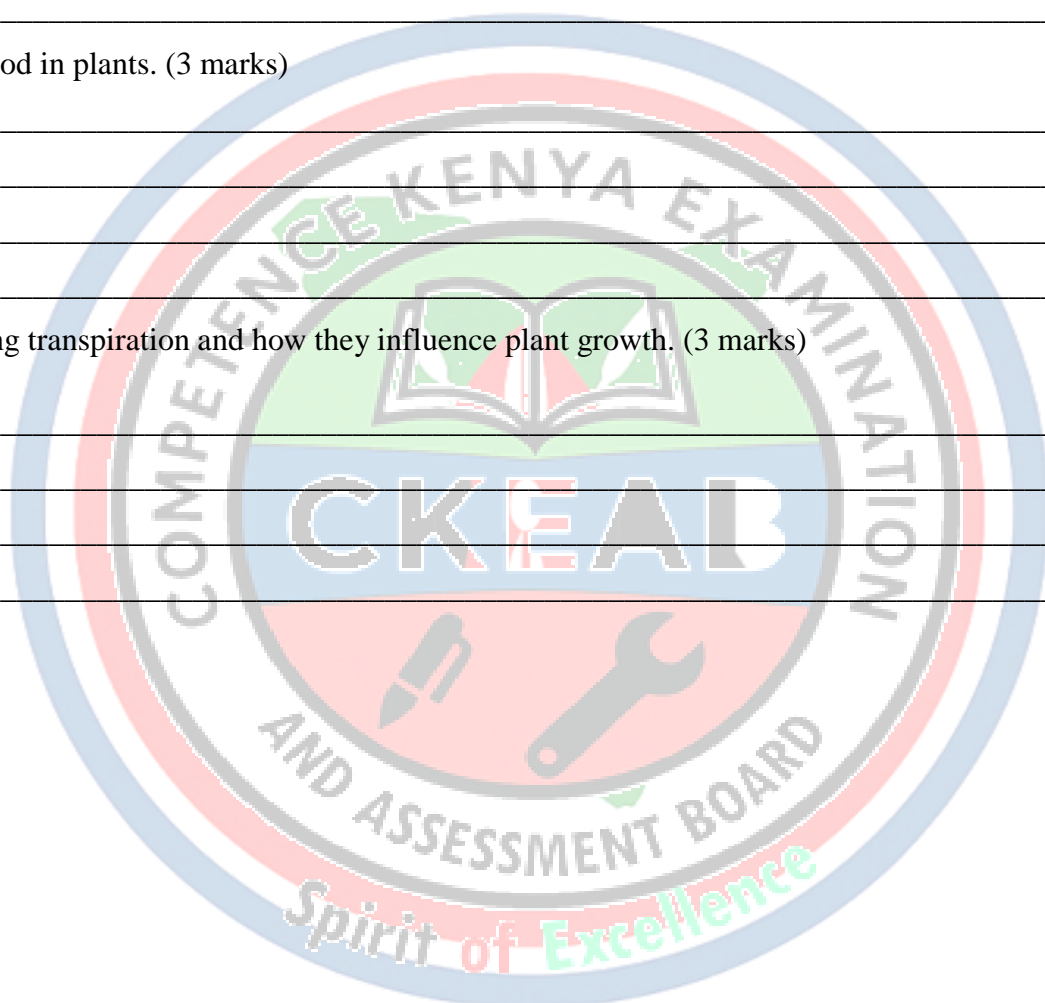 od in plants. (3 marks)
g transpiration and how they influence plant growth. (3 marks)
COMPETENCE KENYA EXAMINATION
CKEAB
AND ASSESSMENT BOARD
Spirit of Excellence